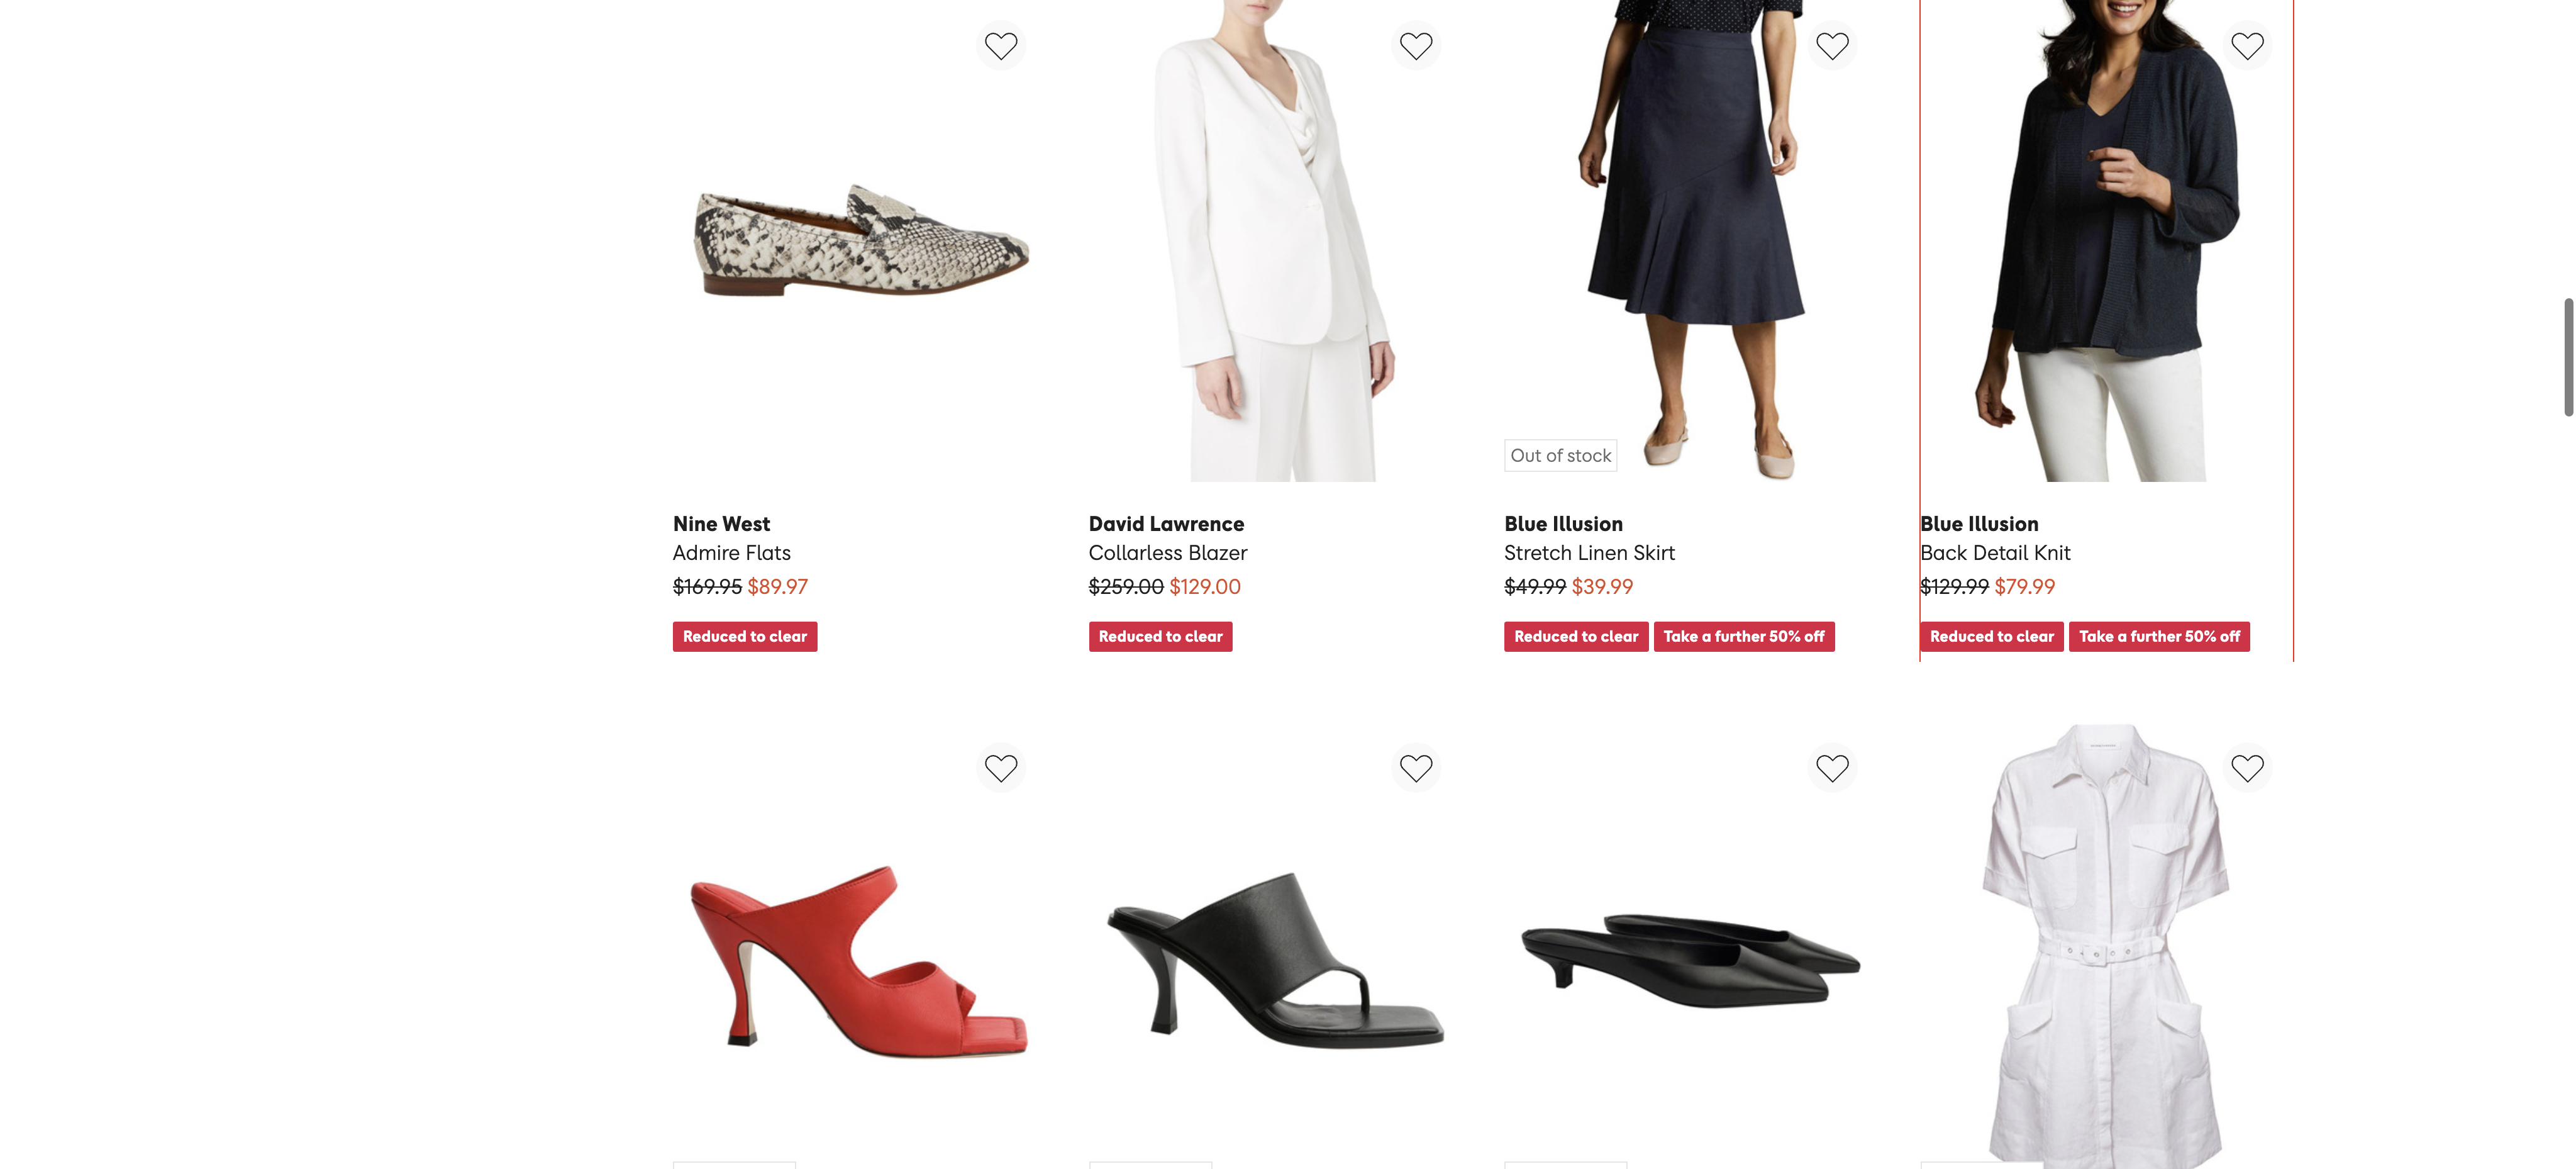 Out of stock
Nine West
Admire Flats
$169.95 $89.97
Reduced to clear
David Lawrence
Collarless Blazer
$259.00 $129.00
Reduced to clear
Blue Illusion
Stretch Linen Skirt
$49.99 $39.99
Reduced to clear
Take a further 50% off
Blue Illusion
Back Detail Knit
$129.99 $79.99
Reduced to clear
Take a further 50% off